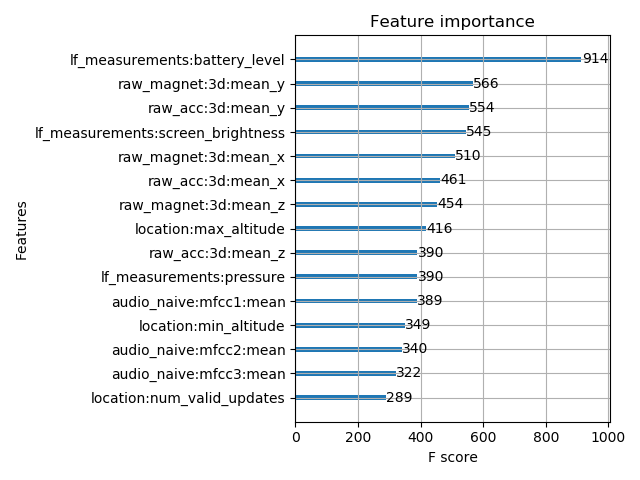 Feature importance
lf_measurements:battery_level 914
raw_magnet:3d:mean_y 566
raw_acc:3d:mean_y 554
lf_measurements:screen_brightness 545
raw_magnet:3d:mean_x 510
raw_acc:3d:mean_x 461
raw_magnet:3d:mean_z 454
location:max_altitude 416
raw_acc:3d:mean_z 390
lf_measurements:pressure 390
audio_naive:mfcc1:mean 389
location:min_altitude 349
audio_naive:mfcc2:mean 340
audio_naive:mfcc3:mean 322
location:num_valid_updates 289
Features
0 200 400 600 800 1000
F score